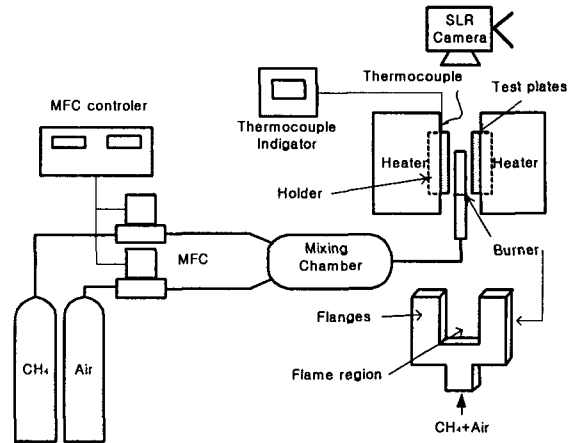 SLR
Camera
Thermocouple
Test plates
MFC controler
Thermocouple
Indigator
Heater
Heater
Holder
Burner
MFC
Mixing
Chamber
Flanges
CH₄
Air
Flame region
CH₄+Air